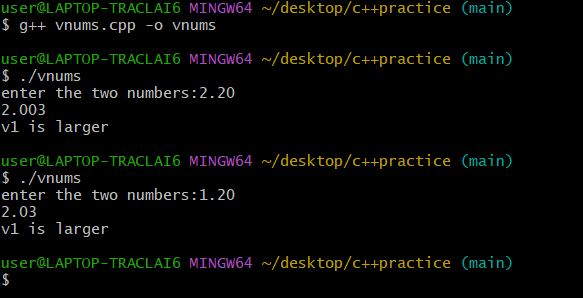 user@LAPTOP-TRACLAI6 MINGW64 ~/desktop/c++practice (main)
$ g++ vnums.cpp -o vnums
user@LAPTOP-TRACLAI6 MINGW64 ~/desktop/c++practice (main)
$ ./vnums
enter the two numbers:2.20
2.003
v1 is larger
user@LAPTOP-TRACLAI6 MINGW64 ~/desktop/c++practice (main)
$ ./vnums
enter the two numbers:1.20
2.03
v1 is larger
user@LAPTOP-TRACLAI6 MINGW64 ~/desktop/c++practice (main)
$